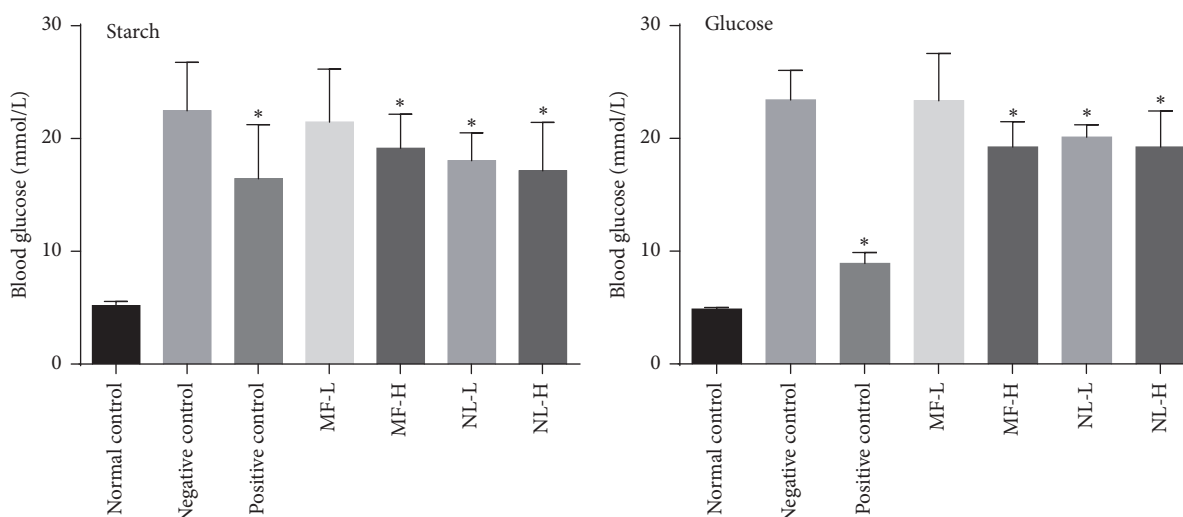 Starch
Blood glucose (mmol/L)
30
20
10
0
*
*
*
*
Normal control
Negative control
Positive control
MF-L
MF-H
NL-L
NL-H
Glucose
Blood glucose (mmol/L)
30
20
10
0
*
*
*
*
Normal control
Negative control
Positive control
MF-L
MF-H
NL-L
NL-H